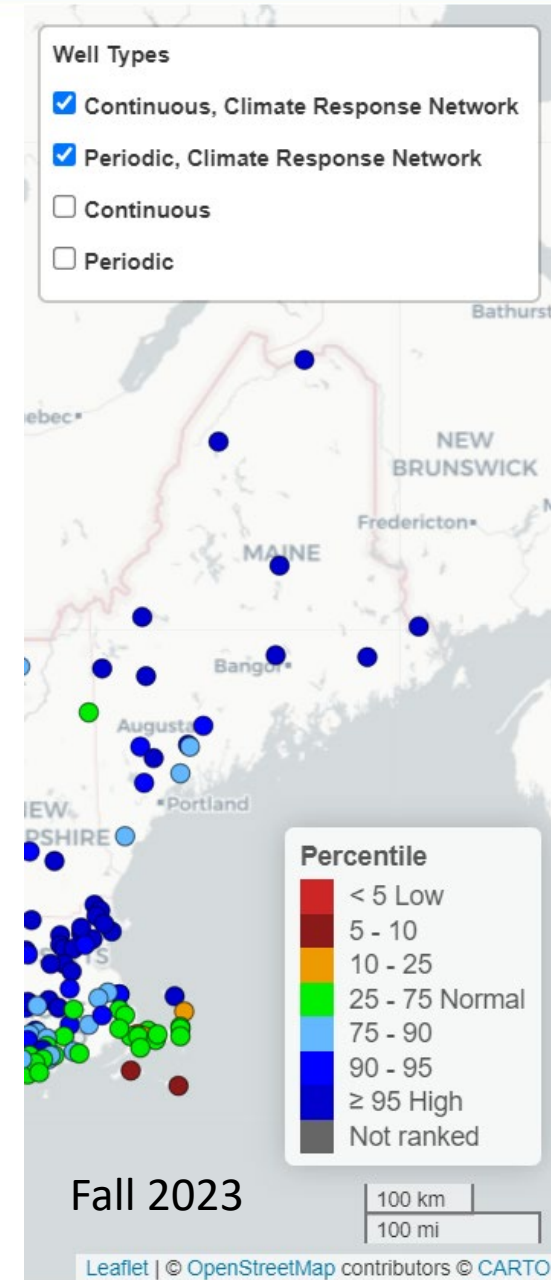 Well Types
Continuous, Climate Response Network
Periodic, Climate Response Network
Continuous
Periodic
Bathurst
ebec
NEW
BRUNSWICK
Fredericton
MAINE
Bangor
Augusta
Portland
EW
PSHIRE
TS
Percentile
< 5 Low
5 - 10
10 - 25
25 - 75 Normal
75 - 90
90 - 95
≥ 95 High
Not ranked
Fall 2023
100 km
100 mi
Leaflet | © OpenStreetMap contributors © CARTO